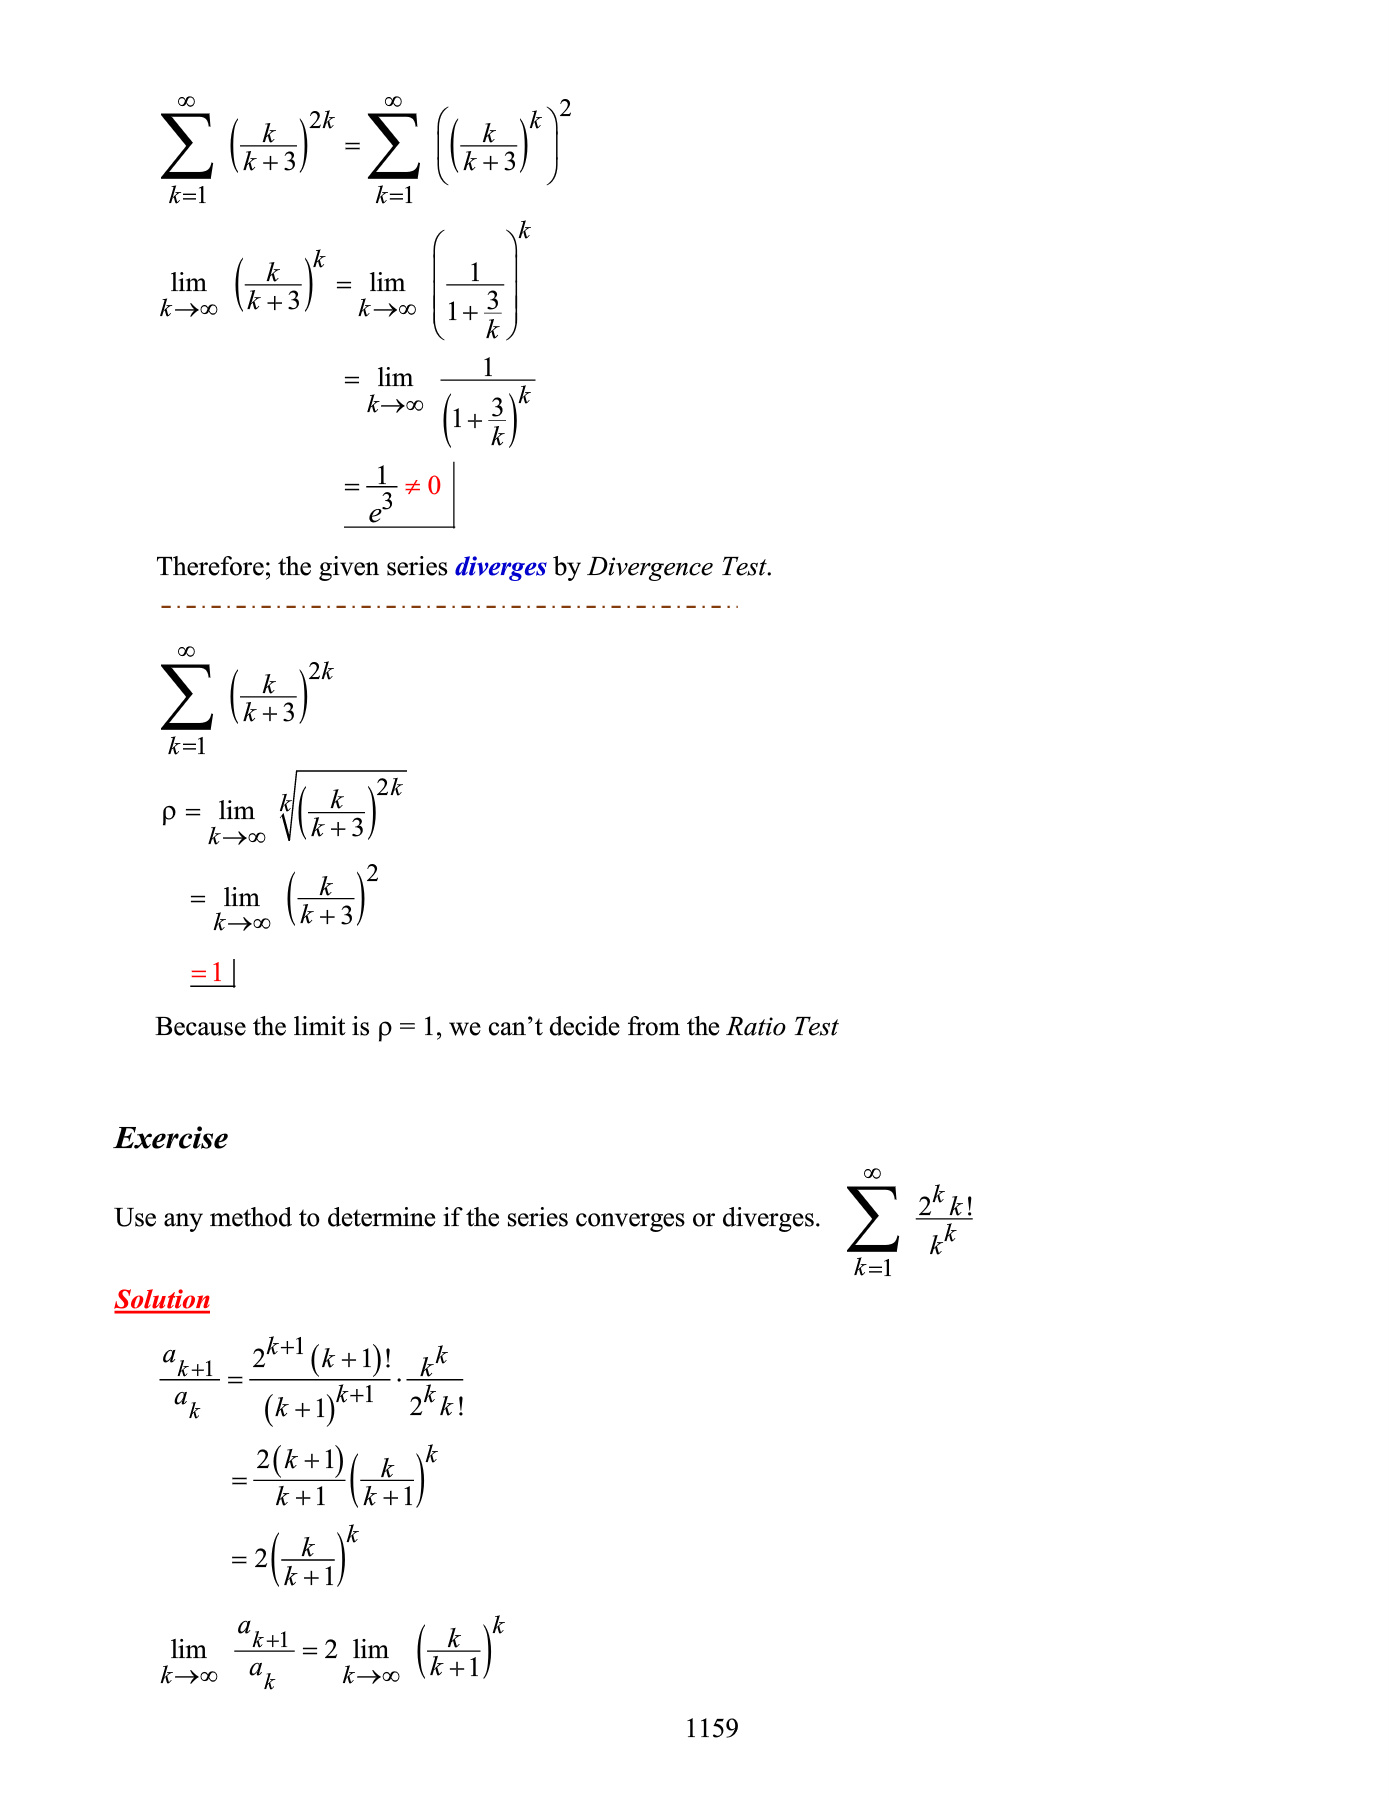 $\sum_{k=1}^{\infty} \left(\frac{k}{k+3}\right)^{2k} = \sum_{k=1}^{\infty} \left(\left(\frac{k}{k+3}\right)^{k}\right)^{2}$
$\lim_{k\to\infty} \left(\frac{k}{k+3}\right)^{k} = \lim_{k\to\infty} \left(\frac{1}{1+\frac{3}{k}}\right)^{k}$
$= \lim_{k\to\infty} \frac{1}{\left(1+\frac{3}{k}\right)^{k}}$
$= \frac{1}{e^{3}} \neq 0$
Therefore; the given series diverges by Divergence Test.
$\sum_{k=1}^{\infty} \left(\frac{k}{k+3}\right)^{2k}$
$\rho = \lim_{k\to\infty} \sqrt[k]{\left(\frac{k}{k+3}\right)^{2k}}$
$= \lim_{k\to\infty} \left(\frac{k}{k+3}\right)^{2}$
$= 1$
Because the limit is ρ = 1, we can’t decide from the Ratio Test
Exercise
Use any method to determine if the series converges or diverges. $\sum_{k=1}^{\infty} \frac{2^{k} k!}{k^{k}}$
Solution
$\frac{a_{k+1}}{a_{k}} = \frac{2^{k+1}(k+1)!}{(k+1)^{k+1}} \cdot \frac{k^{k}}{2^{k} k!}$
$= \frac{2(k+1)}{k+1} \left(\frac{k}{k+1}\right)^{k}$
$= 2\left(\frac{k}{k+1}\right)^{k}$
$\lim_{k\to\infty} \frac{a_{k+1}}{a_{k}} = 2 \lim_{k\to\infty} \left(\frac{k}{k+1}\right)^{k}$
1159